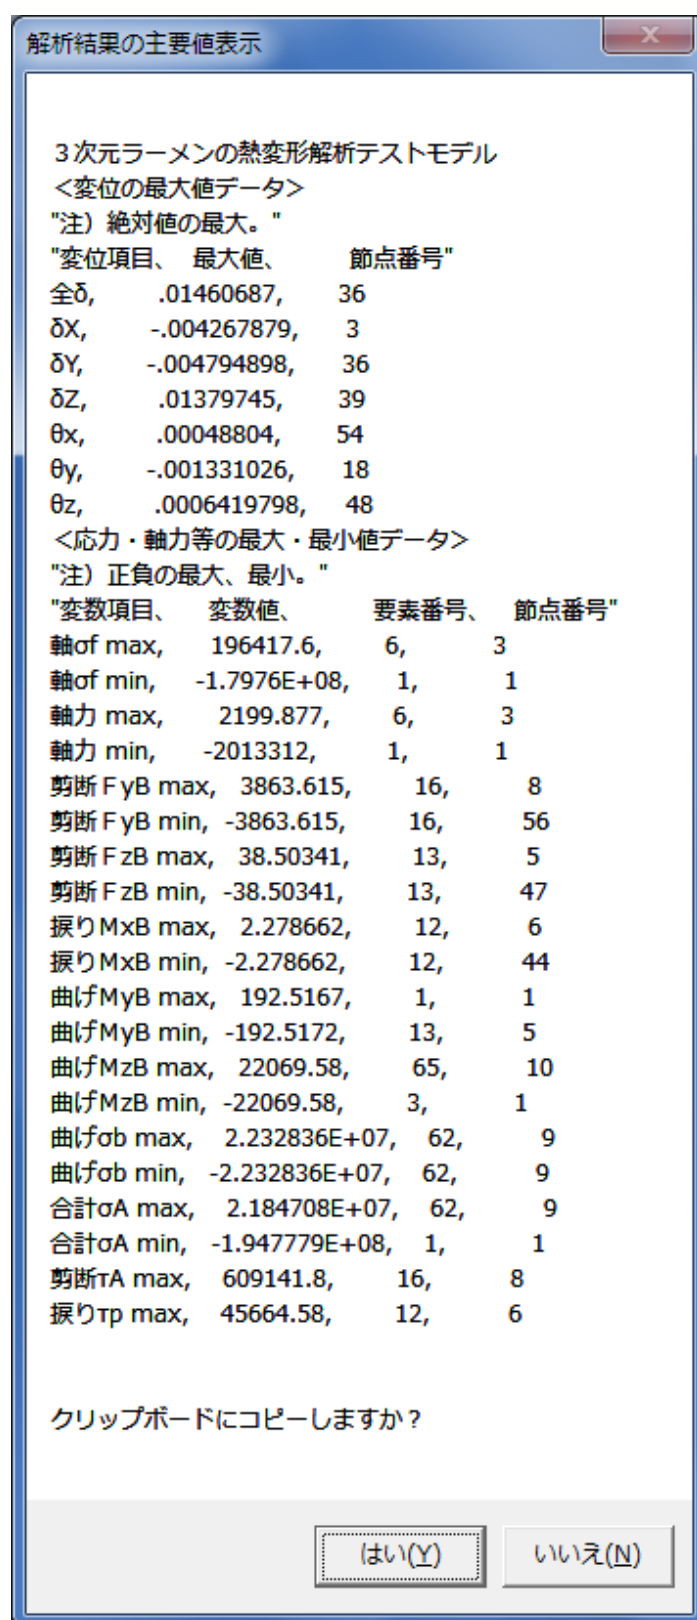 解析結果の主要値表示
３次元ラーメンの熱変形解析テストモデル
＜変位の最大値データ＞
"注）絶対値の最大。"
"変位項目、 最大値、 節点番号"
全δ, .01460687, 36
δX, -.004267879, 3
δY, -.004794898, 36
δZ, .01379745, 39
θx, .00048804, 54
θy, -.001331026, 18
θz, .0006419798, 48
＜応力・軸力等の最大・最小値データ＞
"注）正負の最大、最小。"
"変数項目、 変数値、 要素番号、 節点番号"
軸σf max, 196417.6, 6, 3
軸σf min, -1.7976E+08, 1, 1
軸力 max, 2199.877, 6, 3
軸力 min, -2013312, 1, 1
剪断ＦyB max, 3863.615, 16, 8
剪断ＦyB min, -3863.615, 16, 56
剪断ＦzB max, 38.50341, 13, 5
剪断ＦzB min, -38.50341, 13, 47
捩りMxB max, 2.278662, 12, 6
捩りMxB min, -2.278662, 12, 44
曲げMyB max, 192.5167, 1, 1
曲げMyB min, -192.5172, 13, 5
曲げMzB max, 22069.58, 65, 10
曲げMzB min, -22069.58, 3, 1
曲げσb max, 2.232836E+07, 62, 9
曲げσb min, -2.232836E+07, 62, 9
合計σA max, 2.184708E+07, 62, 9
合計σA min, -1.947779E+08, 1, 1
剪断τA max, 609141.8, 16, 8
捩りτp max, 45664.58, 12, 6
クリップボードにコピーしますか？
はい(Y) いいえ(N)